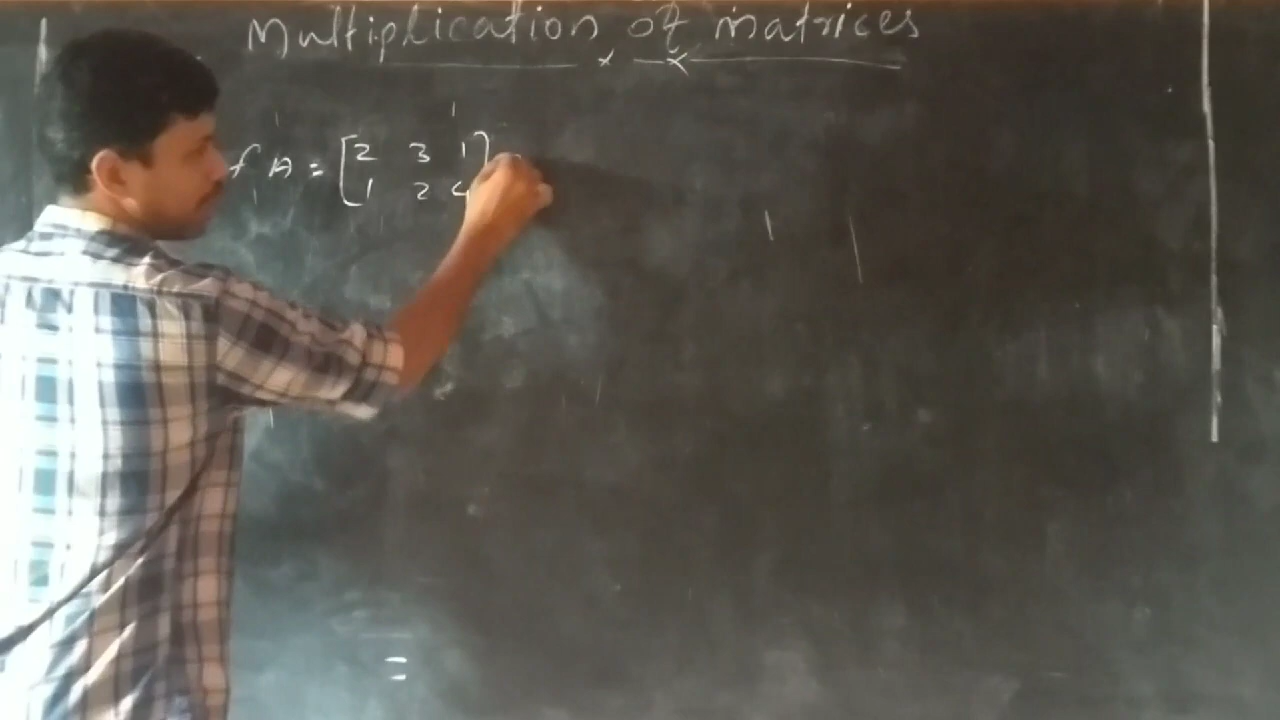 Multiplication of matrices
f A = [2 3 1
1 2 4]
=